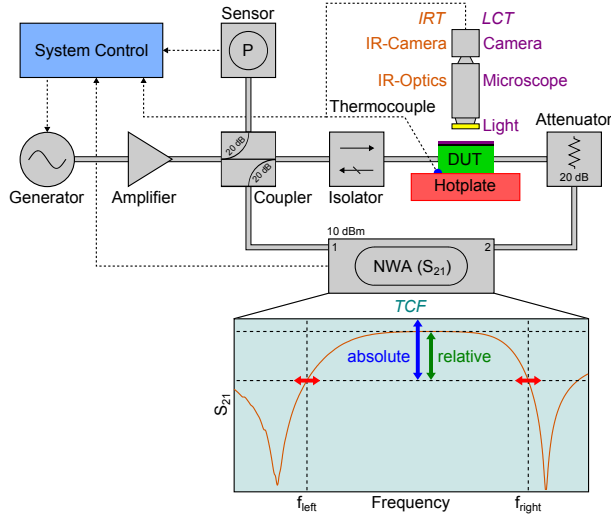 Sensor
P
System Control
IRT
LCT
IR-Camera
Camera
IR-Optics
Microscope
Thermocouple
Light
Attenuator
20 dB
20 dB
DUT
20 dB
Generator
Amplifier
Coupler
Isolator
Hotplate
10 dBm
1
2
NWA (S21)
TCF
absolute
relative
S21
fleft
Frequency
fright